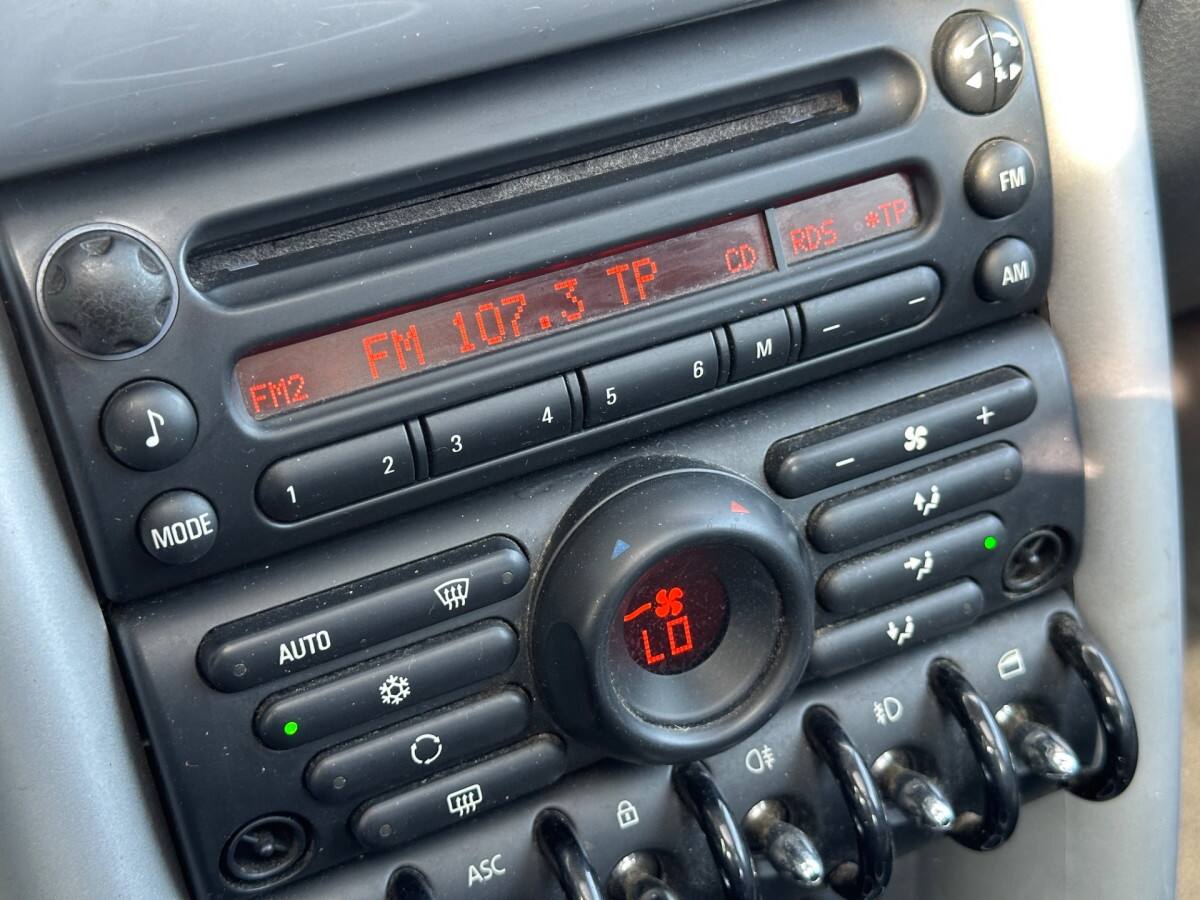 FM
AM
RDS *TP
FM 107.3 TP CD
FM2
1 2 3 4 5 6 M – –
MODE
– +
AUTO
LO
ASC